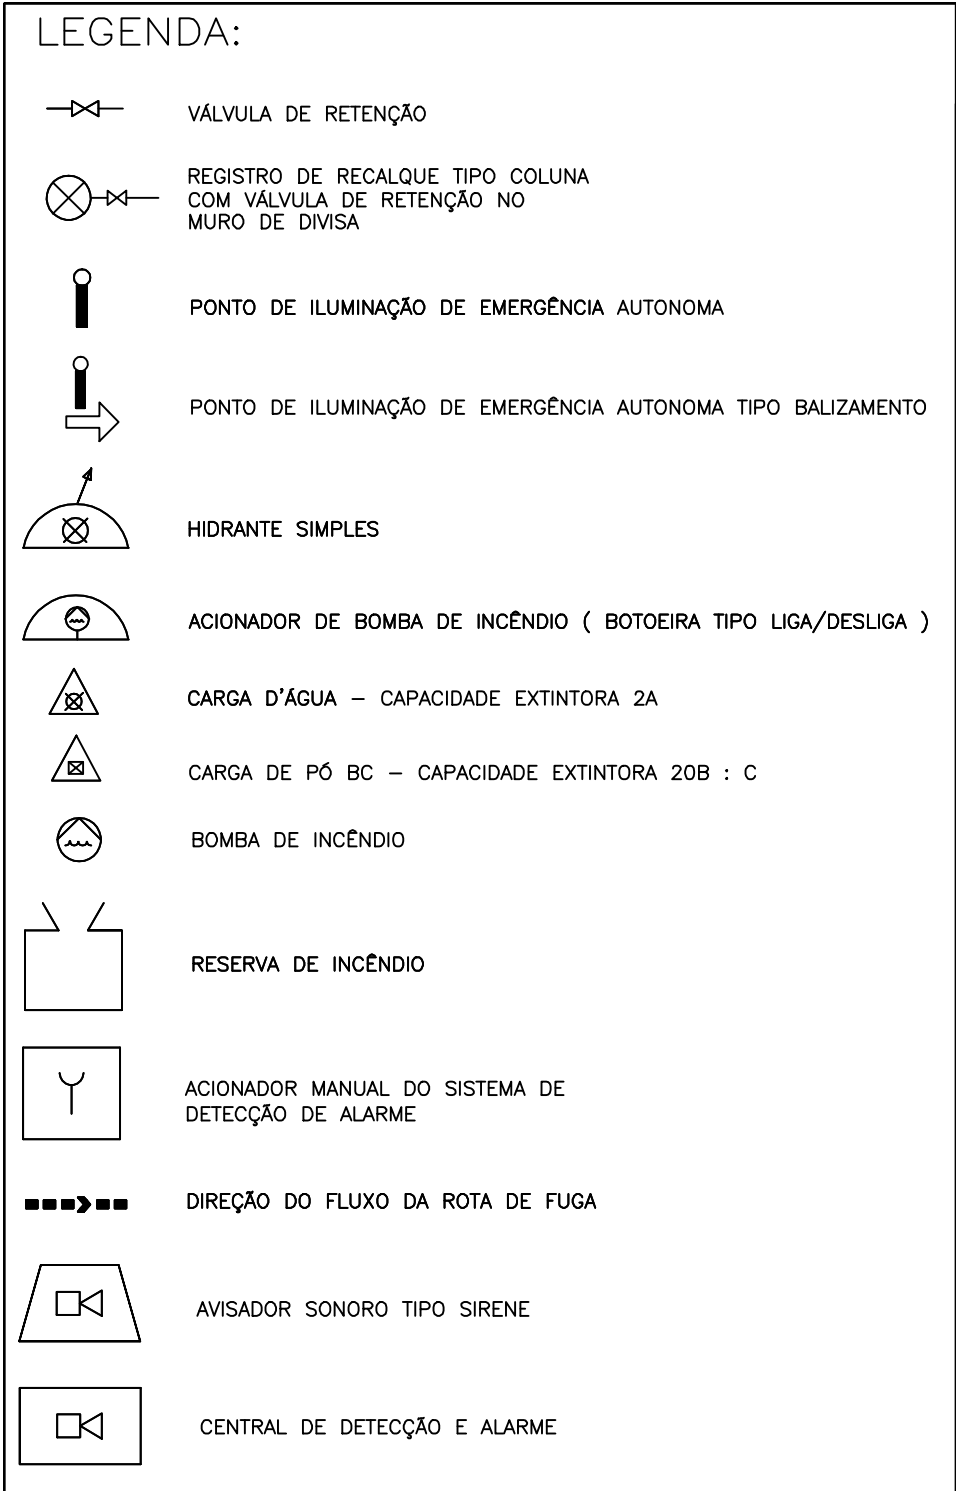 LEGENDA:
VÁLVULA DE RETENÇÃO
REGISTRO DE RECALQUE TIPO COLUNA
COM VÁLVULA DE RETENÇÃO NO
MURO DE DIVISA
PONTO DE ILUMINAÇÃO DE EMERGÊNCIA AUTONOMA
PONTO DE ILUMINAÇÃO DE EMERGÊNCIA AUTONOMA TIPO BALIZAMENTO
HIDRANTE SIMPLES
ACIONADOR DE BOMBA DE INCÊNDIO ( BOTOEIRA TIPO LIGA/DESLIGA )
CARGA D'ÁGUA – CAPACIDADE EXTINTORA 2A
CARGA DE PÓ BC – CAPACIDADE EXTINTORA 20B : C
BOMBA DE INCÊNDIO
RESERVA DE INCÊNDIO
ACIONADOR MANUAL DO SISTEMA DE
DETECÇÃO DE ALARME
DIREÇÃO DO FLUXO DA ROTA DE FUGA
AVISADOR SONORO TIPO SIRENE
CENTRAL DE DETECÇÃO E ALARME